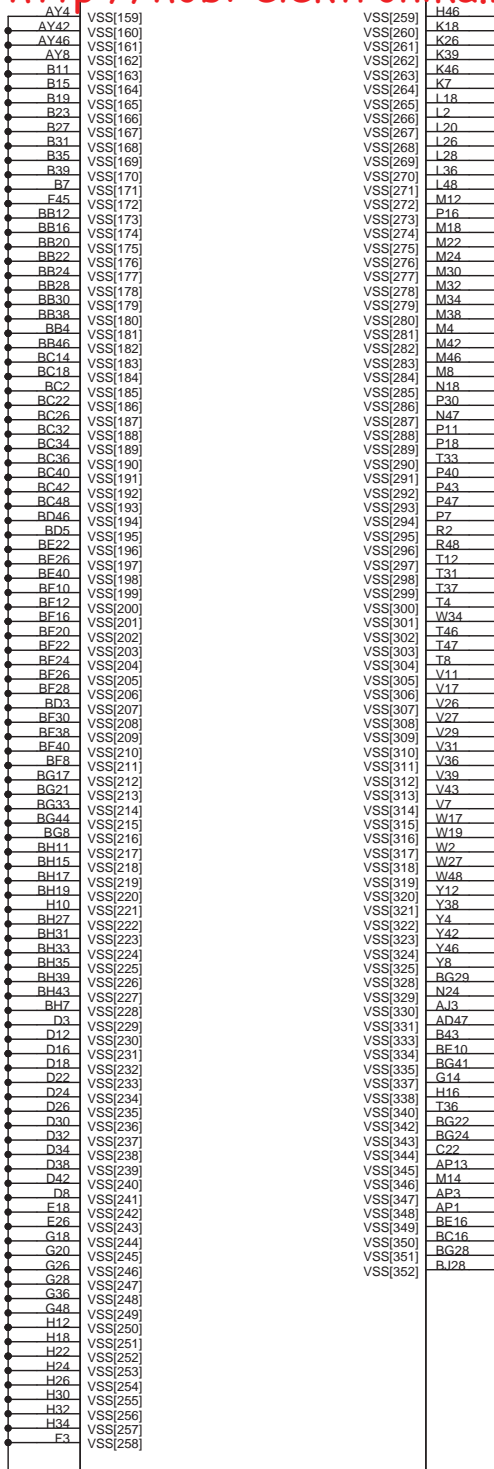 AY4 VSS[159]
AY42 VSS[160]
AY46 VSS[161]
AY8 VSS[162]
B11 VSS[163]
B15 VSS[164]
B19 VSS[165]
B23 VSS[166]
B27 VSS[167]
B31 VSS[168]
B35 VSS[169]
B39 VSS[170]
B7 VSS[171]
F45 VSS[172]
BB12 VSS[173]
BB16 VSS[174]
BB20 VSS[175]
BB22 VSS[176]
BB24 VSS[177]
BB28 VSS[178]
BB30 VSS[179]
BB38 VSS[180]
BB4 VSS[181]
BB46 VSS[182]
BC14 VSS[183]
BC18 VSS[184]
BC2 VSS[185]
BC22 VSS[186]
BC26 VSS[187]
BC32 VSS[188]
BC34 VSS[189]
BC36 VSS[190]
BC40 VSS[191]
BC42 VSS[192]
BC48 VSS[193]
BD46 VSS[194]
BD5 VSS[195]
BE22 VSS[196]
BE26 VSS[197]
BE40 VSS[198]
BF10 VSS[199]
BF12 VSS[200]
BF16 VSS[201]
BF20 VSS[202]
BF22 VSS[203]
BF24 VSS[204]
BF26 VSS[205]
BF28 VSS[206]
BD3 VSS[207]
BF30 VSS[208]
BF38 VSS[209]
BF40 VSS[210]
BF8 VSS[211]
BG17 VSS[212]
BG21 VSS[213]
BG33 VSS[214]
BG44 VSS[215]
BG8 VSS[216]
BH11 VSS[217]
BH15 VSS[218]
BH17 VSS[219]
BH19 VSS[220]
H10 VSS[221]
BH27 VSS[222]
BH31 VSS[223]
BH33 VSS[224]
BH35 VSS[225]
BH39 VSS[226]
BH43 VSS[227]
BH7 VSS[228]
D3 VSS[229]
D12 VSS[230]
D16 VSS[231]
D18 VSS[232]
D22 VSS[233]
D24 VSS[234]
D26 VSS[235]
D30 VSS[236]
D32 VSS[237]
D34 VSS[238]
D38 VSS[239]
D42 VSS[240]
D8 VSS[241]
E18 VSS[242]
E26 VSS[243]
G18 VSS[244]
G20 VSS[245]
G26 VSS[246]
G28 VSS[247]
G36 VSS[248]
G48 VSS[249]
H12 VSS[250]
H18 VSS[251]
H22 VSS[252]
H24 VSS[253]
H26 VSS[254]
H30 VSS[255]
H32 VSS[256]
H34 VSS[257]
F3 VSS[258]
VSS[259] H46
VSS[260] K18
VSS[261] K26
VSS[262] K39
VSS[263] K46
VSS[264] K7
VSS[265] L18
VSS[266] L2
VSS[267] L20
VSS[268] L26
VSS[269] L28
VSS[270] L36
VSS[271] L48
VSS[272] M12
VSS[273] P16
VSS[274] M18
VSS[275] M22
VSS[276] M24
VSS[277] M30
VSS[278] M32
VSS[279] M34
VSS[280] M38
VSS[281] M4
VSS[282] M42
VSS[283] M46
VSS[284] M8
VSS[285] N18
VSS[286] P30
VSS[287] N47
VSS[288] P11
VSS[289] P18
VSS[290] T33
VSS[291] P40
VSS[292] P43
VSS[293] P47
VSS[294] P7
VSS[295] R2
VSS[296] R48
VSS[297] T12
VSS[298] T31
VSS[299] T37
VSS[300] T4
VSS[301] W34
VSS[302] T46
VSS[303] T47
VSS[304] T8
VSS[305] V11
VSS[306] V17
VSS[307] V26
VSS[308] V27
VSS[309] V29
VSS[310] V31
VSS[311] V36
VSS[312] V39
VSS[313] V43
VSS[314] V7
VSS[315] W17
VSS[316] W19
VSS[317] W2
VSS[318] W27
VSS[319] W48
VSS[320] Y12
VSS[321] Y38
VSS[322] Y4
VSS[323] Y42
VSS[324] Y46
VSS[325] Y8
VSS[328] BG29
VSS[329] N24
VSS[330] AJ3
VSS[331] AD47
VSS[333] B43
VSS[334] BE10
VSS[335] BG41
VSS[337] G14
VSS[338] H16
VSS[340] T36
VSS[342] BG22
VSS[343] BG24
VSS[344] C22
VSS[345] AP13
VSS[346] M14
VSS[347] AP3
VSS[348] AP1
VSS[349] BE16
VSS[350] BC16
VSS[351] BG28
VSS[352] BJ28